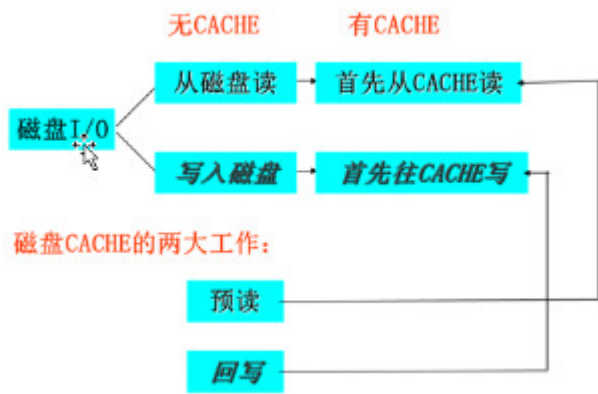 无CACHE 有CACHE
从磁盘读 首先从CACHE读
磁盘I/O
写入磁盘 首先往CACHE写
磁盘CACHE的两大工作：
预读
回写